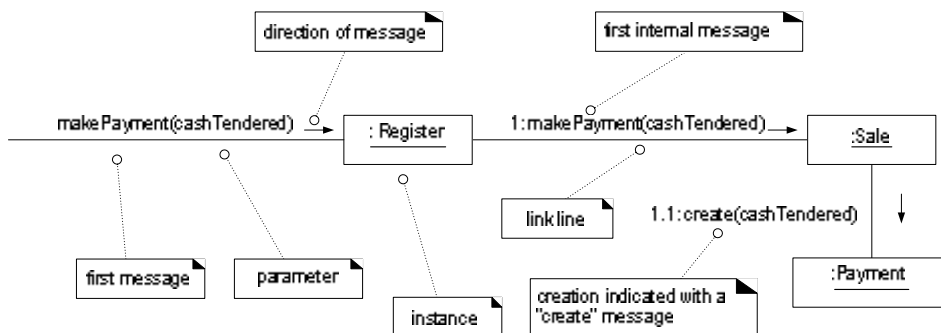 direction of message
first internal message
makePayment(cashTendered)
: Register
1:makePayment(cashTendered)
:Sale
link line
1.1:create(cashTendered)
first message
parameter
instance
creation indicated with a
"create" message
:Payment